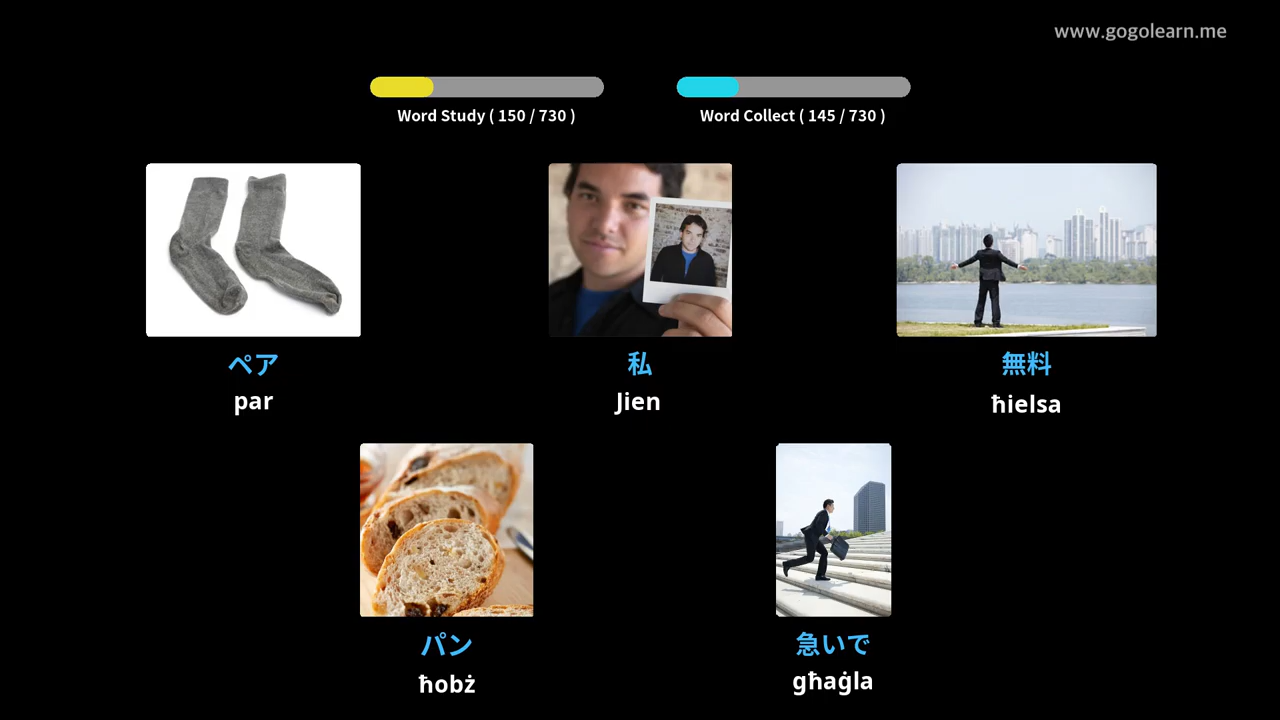 www.gogolearn.me
Word Study ( 150 / 730 )
Word Collect ( 145 / 730 )
ペア
par
私
Jien
無料
ħielsa
パン
ħobż
急いで
għaġla